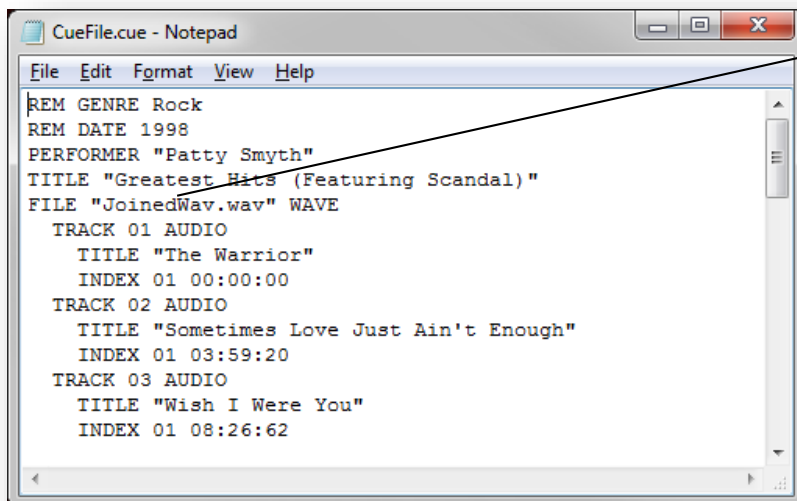 CueFile.cue - Notepad
File Edit Format View Help
REM GENRE Rock
REM DATE 1998
PERFORMER "Patty Smyth"
TITLE "Greatest Hits (Featuring Scandal)"
FILE "JoinedWav.wav" WAVE
  TRACK 01 AUDIO
    TITLE "The Warrior"
    INDEX 01 00:00:00
  TRACK 02 AUDIO
    TITLE "Sometimes Love Just Ain't Enough"
    INDEX 01 03:59:20
  TRACK 03 AUDIO
    TITLE "Wish I Were You"
    INDEX 01 08:26:62